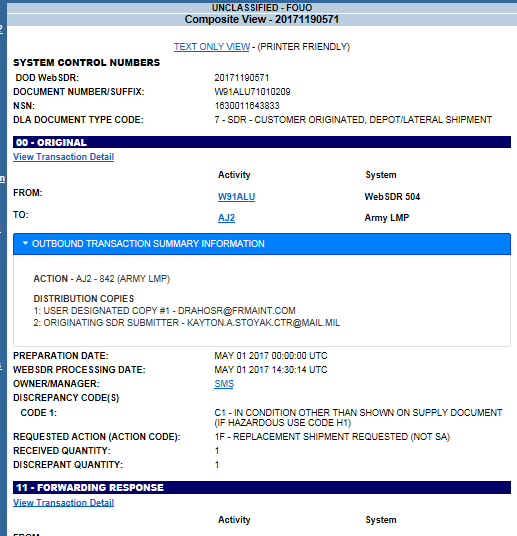 UNCLASSIFIED - FOUO
Composite View - 20171190571
TEXT ONLY VIEW - (PRINTER FRIENDLY)
SYSTEM CONTROL NUMBERS
DOD WebSDR: 20171190571
DOCUMENT NUMBER/SUFFIX: W91ALU71010209
NSN: 1630011643833
DLA DOCUMENT TYPE CODE: 7 - SDR - CUSTOMER ORIGINATED, DEPOT/LATERAL SHIPMENT
00 - ORIGINAL
View Transaction Detail
Activity System
FROM: W91ALU WebSDR 504
TO: AJ2 Army LMP
OUTBOUND TRANSACTION SUMMARY INFORMATION
ACTION - AJ2 - 842 (ARMY LMP)
DISTRIBUTION COPIES
1: USER DESIGNATED COPY #1 - DRAHOSR@FRMAINT.COM
2: ORIGINATING SDR SUBMITTER - KAYTON.A.STOYAK.CTR@MAIL.MIL
PREPARATION DATE: MAY 01 2017 00:00:00 UTC
WEBSDR PROCESSING DATE: MAY 01 2017 14:30:14 UTC
OWNER/MANAGER: SMS
DISCREPANCY CODE(S)
CODE 1: C1 - IN CONDITION OTHER THAN SHOWN ON SUPPLY DOCUMENT
(IF HAZARDOUS USE CODE H1)
REQUESTED ACTION (ACTION CODE): 1F - REPLACEMENT SHIPMENT REQUESTED (NOT SA)
RECEIVED QUANTITY: 1
DISCREPANT QUANTITY: 1
11 - FORWARDING RESPONSE
View Transaction Detail
Activity System